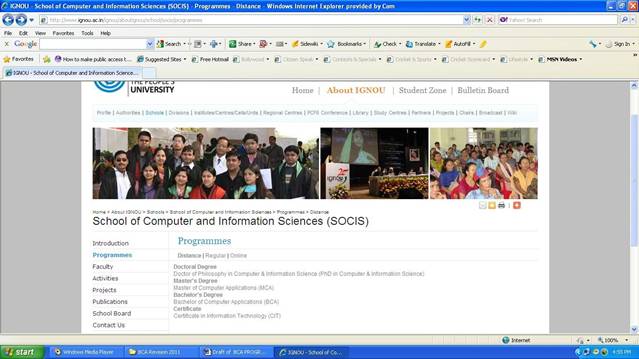 IGNOU - School of Computer and Information Sciences (SOCIS) - Programmes - Distance - Windows Internet Explorer provided by Cam
http://www.ignou.ac.in/ignou/aboutignou/school/socis/programmes
Yahoo! Search
File Edit View Favorites Tools Help
Google Search Share Sidewiki Bookmarks Check Translate AutoFill Sign In
Favorites How to make public access t... Suggested Sites Free Hotmail Bollywood Citizen Speak Contests & Specials Cricket & Sports Cricket Scorecard Lifestyle MSN Videos
IGNOU - School of Computer and Information Science...
THE PEOPLE'S
UNIVERSITY
Home | About IGNOU | Student Zone | Bulletin Board
Profile | Authorities | Schools | Divisions | Institutes/Centres/Cells/Units | Regional Centres | PCF6 Conference | Library | Study Centres | Partners | Projects | Chairs | Broadcast | Wiki
ignou
Home > About IGNOU > Schools > School of Computer and Information Sciences > Programmes > Distance
School of Computer and Information Sciences (SOCIS)
Introduction
Programmes
Faculty
Activities
Projects
Publications
School Board
Contact Us
Programmes
Distance | Regular | Online
Doctoral Degree
Doctor of Philosophy in Computer & Information Science (PhD in Computer & Information Science)
Master's Degree
Master of Computer Applications (MCA)
Bachelor's Degree
Bachelor of Computer Applications (BCA)
Certificate
Certificate in Information Technology (CIT)
Internet 100%
start Windows Media Player BCA Revision 2011 Draft of BCA PROGR... IGNOU - School of Co... 4:55 PM